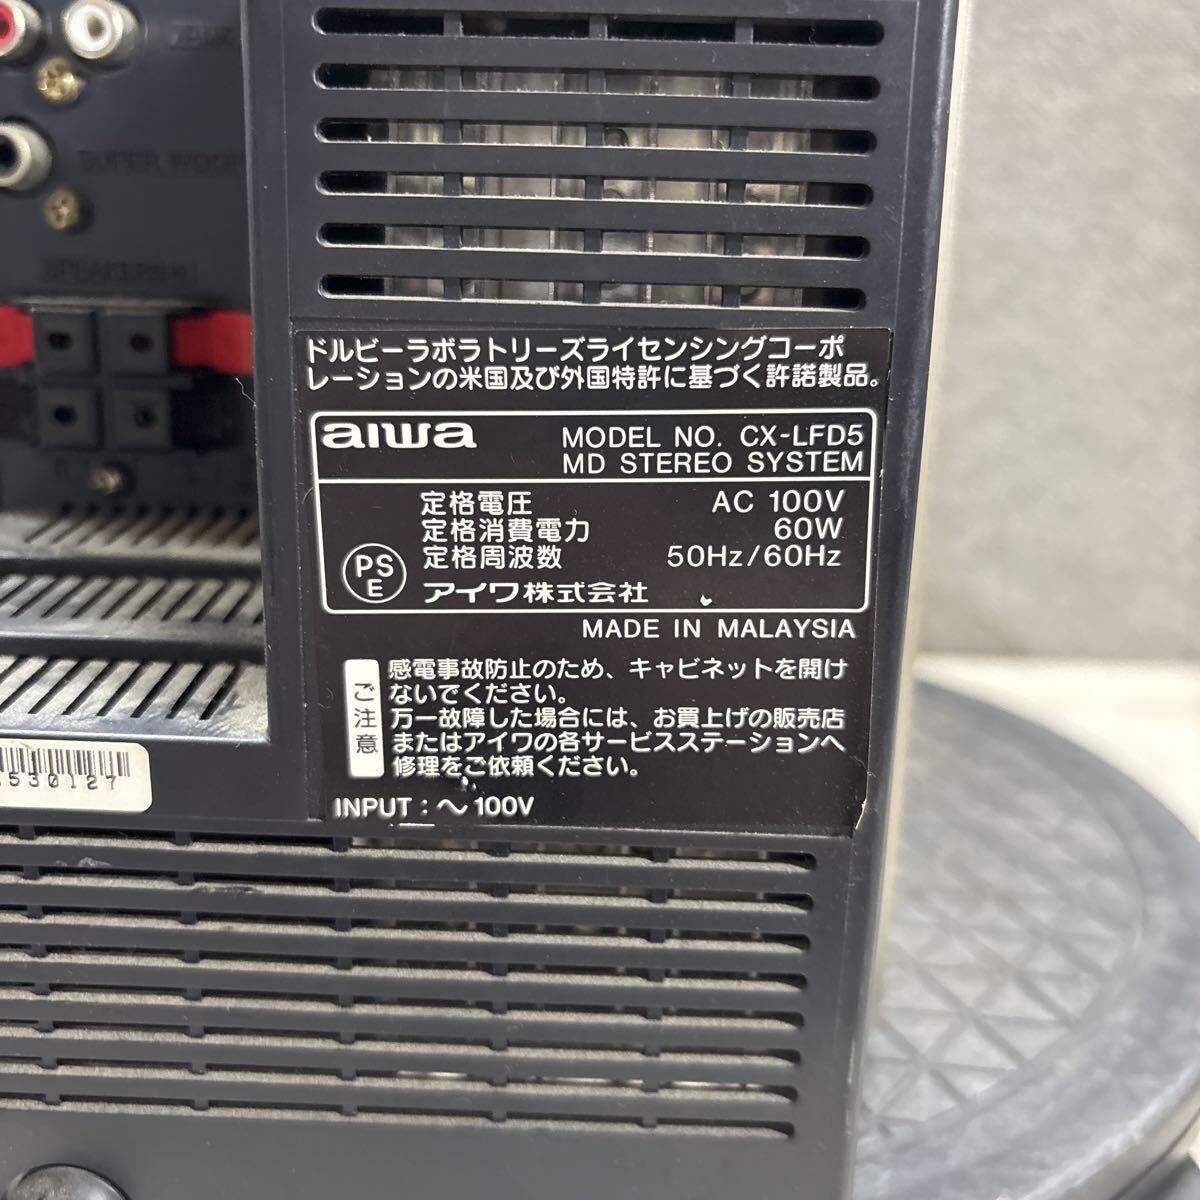 SUPER WOOF
SPEAKERS
ドルビーラボラトリーズライセンシングコーポ
レーションの米国及び外国特許に基づく許諾製品。
aiwa
MODEL NO. CX-LFD5
MD STEREO SYSTEM
定格電圧 AC 100V
定格消費電力 60W
定格周波数 50Hz/60Hz
PS
E
アイワ株式会社
MADE IN MALAYSIA
ご注意
感電事故防止のため、キャビネットを開け
ないでください。
万一故障した場合には、お買上げの販売店
またはアイワの各サービスステーションへ
修理をご依頼ください。
530127
INPUT : ～ 100V